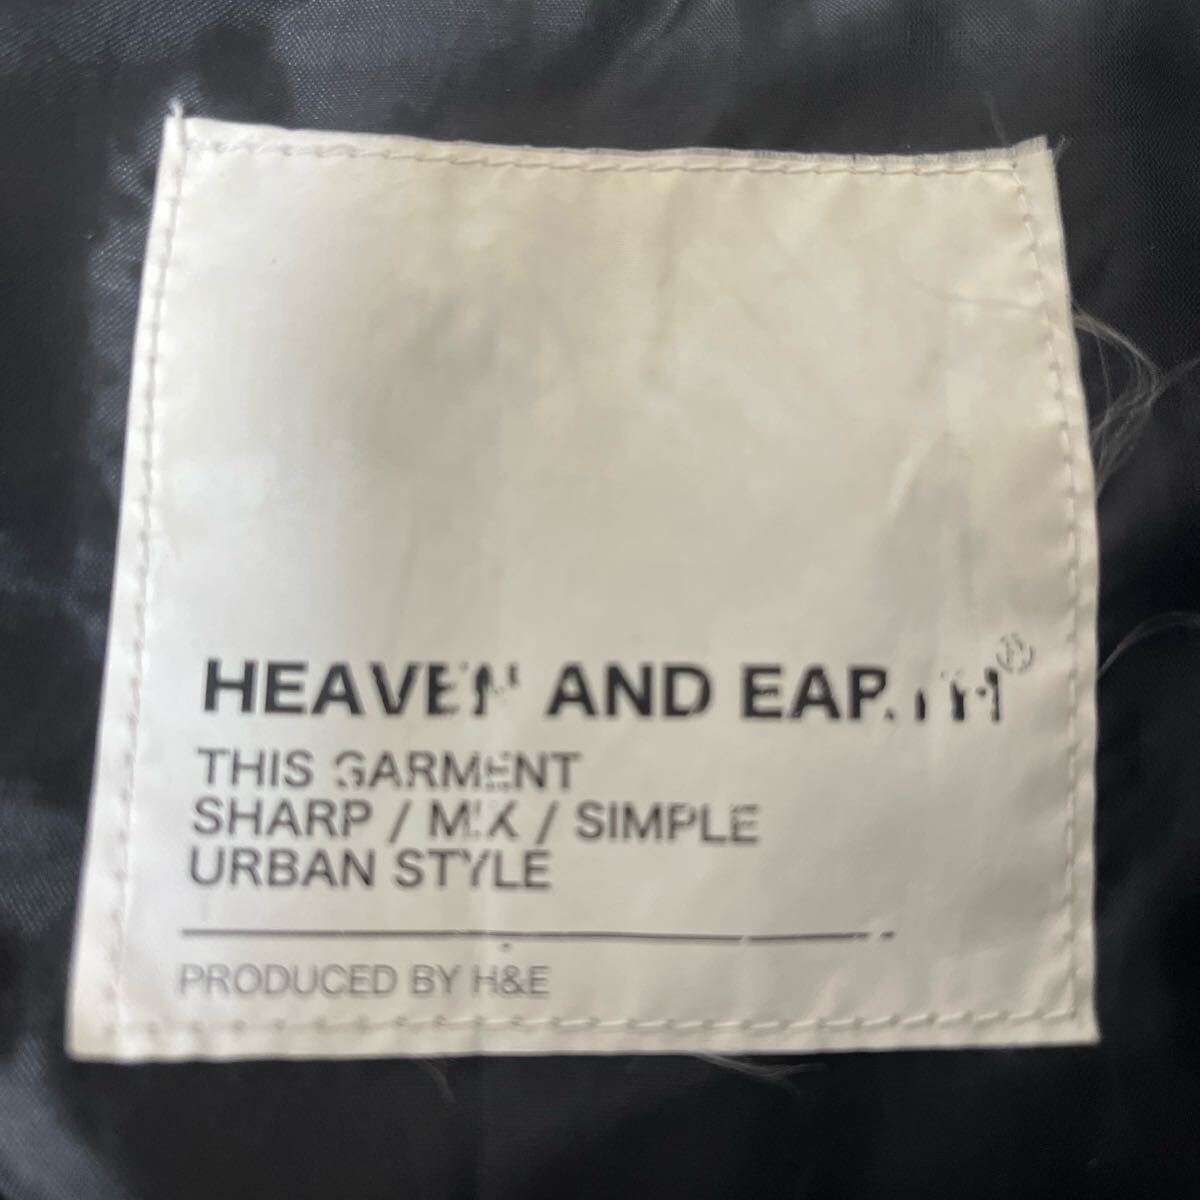 HEAVEN AND EARTH®
THIS GARMENT
SHARP / MIX / SIMPLE
URBAN STYLE
PRODUCED BY H&E